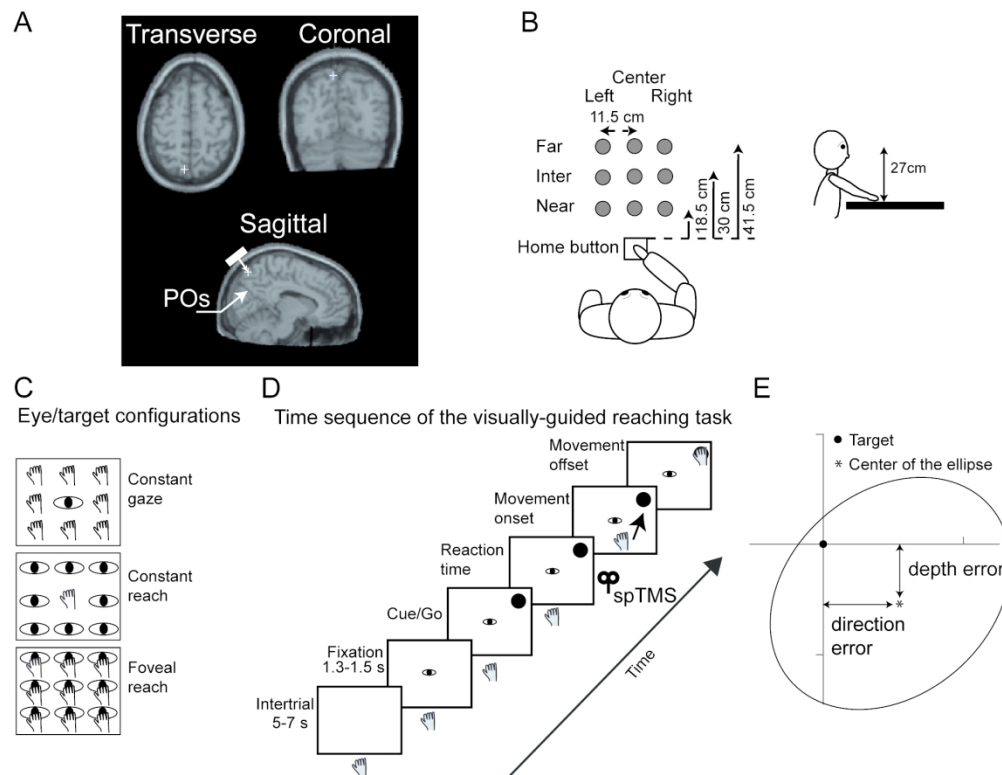 A
Transverse
Coronal
Sagittal
POs
B
Center
Left Right
11.5 cm
Far
Inter
Near
Home button
18.5 cm
30 cm
41.5 cm
27cm
C
Eye/target configurations
Constant
gaze
Constant
reach
Foveal
reach
D
Time sequence of the visually-guided reaching task
Movement
offset
Movement
onset
Reaction
time
spTMS
Cue/Go
Fixation
1.3-1.5 s
Intertrial
5-7 s
Time
E
Target
* Center of the ellipse
depth error
direction
error